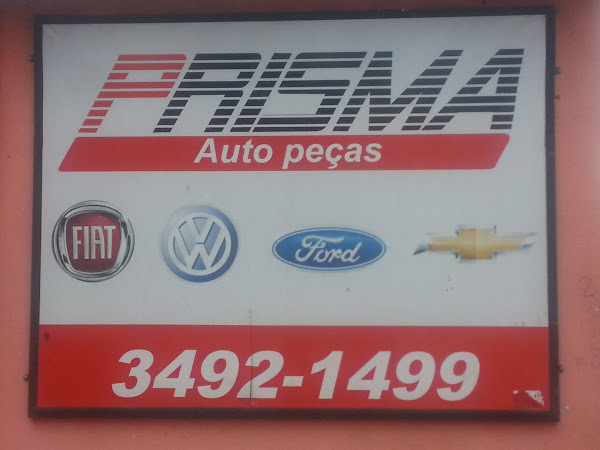 PRISMA
Auto peças
FIAT VW Ford
3492-1499